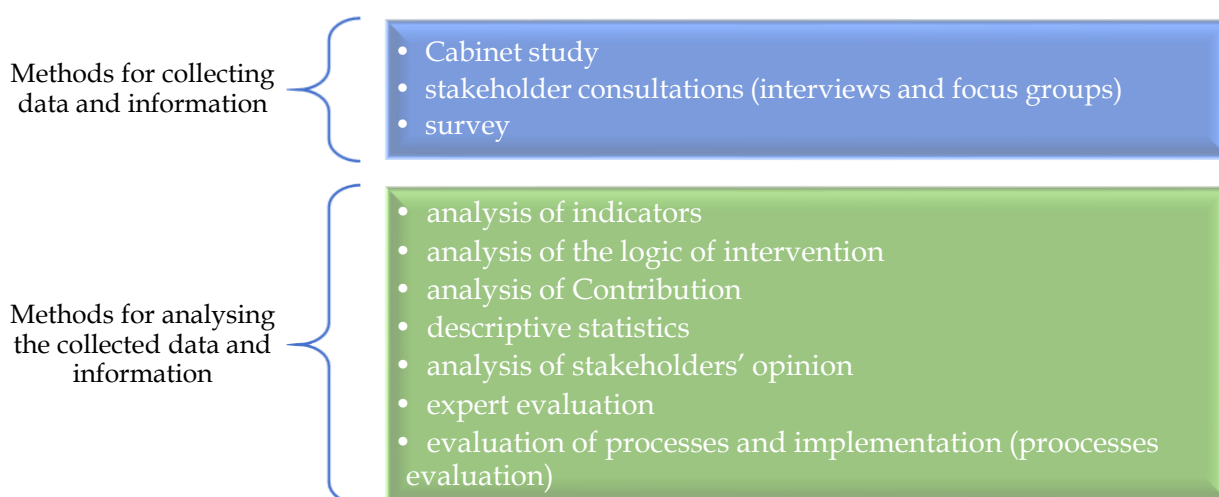 Methods for collecting
data and information
• Cabinet study
• stakeholder consultations (interviews and focus groups)
• survey
Methods for analysing
the collected data and
information
• analysis of indicators
• analysis of the logic of intervention
• analysis of Contribution
• descriptive statistics
• analysis of stakeholders’ opinion
• expert evaluation
• evaluation of processes and implementation (proocesses
evaluation)